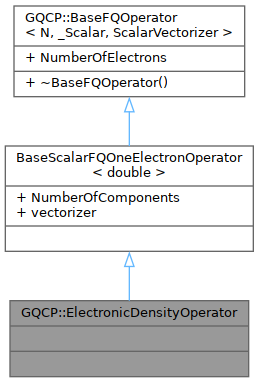 GQCP::BaseFQOperator
< N, _Scalar, ScalarVectorizer >
+ NumberOfElectrons
+ ~BaseFQOperator()
BaseScalarFQOneElectronOperator
< double >
+ NumberOfComponents
+ vectorizer
GQCP::ElectronicDensityOperator